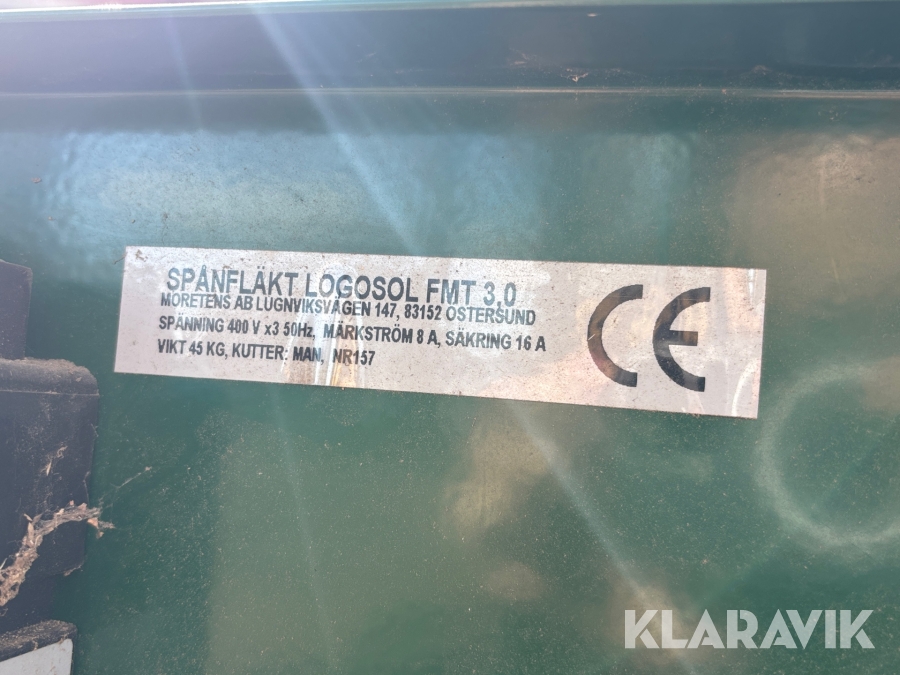 SPÅNFLÄKT LOGOSOL FMT 3,0
MORETENS AB LUGNVIKSVÄGEN 147, 83152 ÖSTERSUND
SPÄNNING 400 V x3 50Hz, MÄRKSTRÖM 8 A, SÄKRING 16 A
VIKT 45 KG, KUTTER: MAN, NR157
CE
KLARAVIK